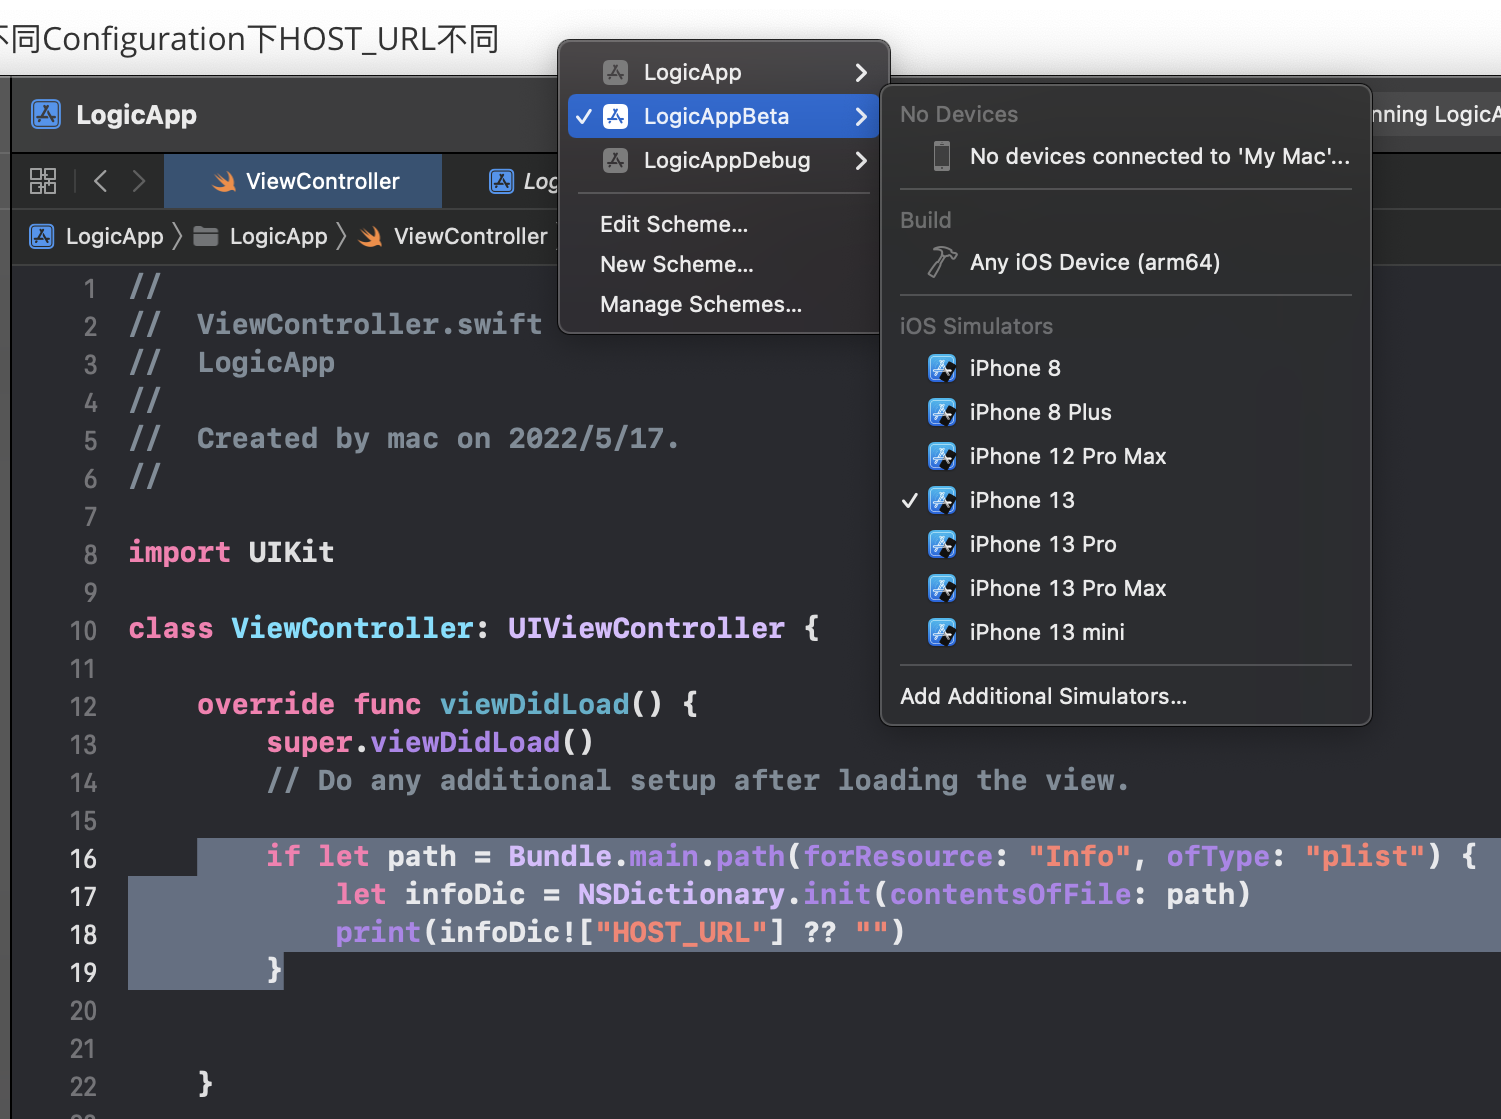 不同Configuration下HOST_URL不同
LogicApp
LogicApp
LogicAppBeta
LogicAppDebug
Edit Scheme...
New Scheme...
Manage Schemes...
No Devices
No devices connected to 'My Mac'...
Build
Any iOS Device (arm64)
iOS Simulators
iPhone 8
iPhone 8 Plus
iPhone 12 Pro Max
iPhone 13
iPhone 13 Pro
iPhone 13 Pro Max
iPhone 13 mini
Add Additional Simulators...
nning LogicA
ViewController
Log
LogicApp 〉 LogicApp 〉 ViewController
1 //
2 //  ViewController.swift
3 //  LogicApp
4 //
5 //  Created by mac on 2022/5/17.
6 //
7
8 import UIKit
9
10 class ViewController: UIViewController {
11
12     override func viewDidLoad() {
13         super.viewDidLoad()
14         // Do any additional setup after loading the view.
15
16         if let path = Bundle.main.path(forResource: "Info", ofType: "plist") {
17             let infoDic = NSDictionary.init(contentsOfFile: path)
18             print(infoDic!["HOST_URL"] ?? "")
19         }
20
21
22     }